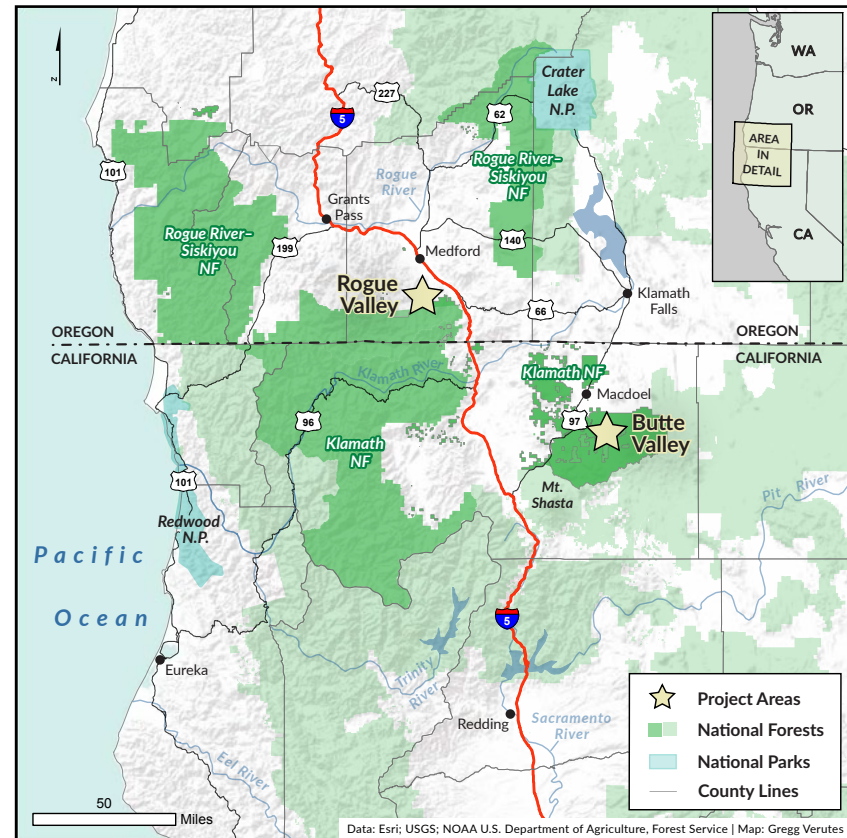 N
227
5
62
Crater
Lake
N.P.
WA
OR
AREA
IN
DETAIL
CA
101
Rogue River–
Siskiyou
NF
Rogue
River
Grants
Pass
Rogue River–
Siskiyou
NF
199
140
Medford
Rogue
Valley
66
Klamath
Falls
OREGON
CALIFORNIA
OREGON
CALIFORNIA
Klamath River
Klamath NF
Macdoel
97
96
Butte
Valley
Klamath
NF
Mt.
Shasta
Pit River
101
Redwood
N.P.
Pacific
Ocean
5
Trinity
River
Eureka
Redding
Sacramento
River
Eel River
Project Areas
National Forests
National Parks
County Lines
50
Miles
Data: Esri; USGS; NOAA U.S. Department of Agriculture, Forest Service | Map: Gregg Verutes